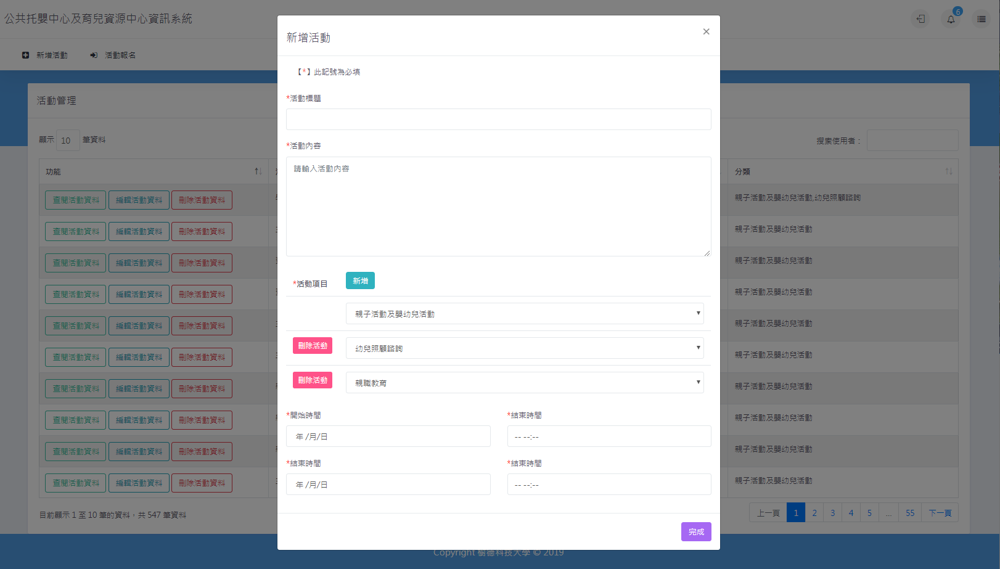 公共托嬰中心及育兒資源中心資訊系統
6
新增活動
活動報名
活動管理
顯示 10 筆資料
搜索使用者：
功能
分類
查閱活動資料 編輯活動資料 刪除活動資料
親子活動及嬰幼兒活動,幼兒照顧諮詢
查閱活動資料 編輯活動資料 刪除活動資料
親子活動及嬰幼兒活動
查閱活動資料 編輯活動資料 刪除活動資料
親子活動及嬰幼兒活動
查閱活動資料 編輯活動資料 刪除活動資料
親子活動及嬰幼兒活動
查閱活動資料 編輯活動資料 刪除活動資料
親子活動及嬰幼兒活動
查閱活動資料 編輯活動資料 刪除活動資料
親子活動及嬰幼兒活動
查閱活動資料 編輯活動資料 刪除活動資料
親子活動及嬰幼兒活動
查閱活動資料 編輯活動資料 刪除活動資料
親子活動及嬰幼兒活動
查閱活動資料 編輯活動資料 刪除活動資料
親子活動及嬰幼兒活動
查閱活動資料 編輯活動資料 刪除活動資料
親子活動及嬰幼兒活動
目前顯示 1 至 10 筆的資料，共 547 筆資料
上一頁 1 2 3 4 5 ... 55 下一頁
Copyright 樹德科技大學 © 2019
新增活動
×
【*】此記號為必填
*活動標題
*活動內容
請輸入活動內容
*活動項目 新增
親子活動及嬰幼兒活動
刪除活動 幼兒照顧諮詢
刪除活動 親職教育
*開始時間 *結束時間
年 /月/日 -- --:--
*結束時間 *結束時間
年 /月/日 -- --:--
完成